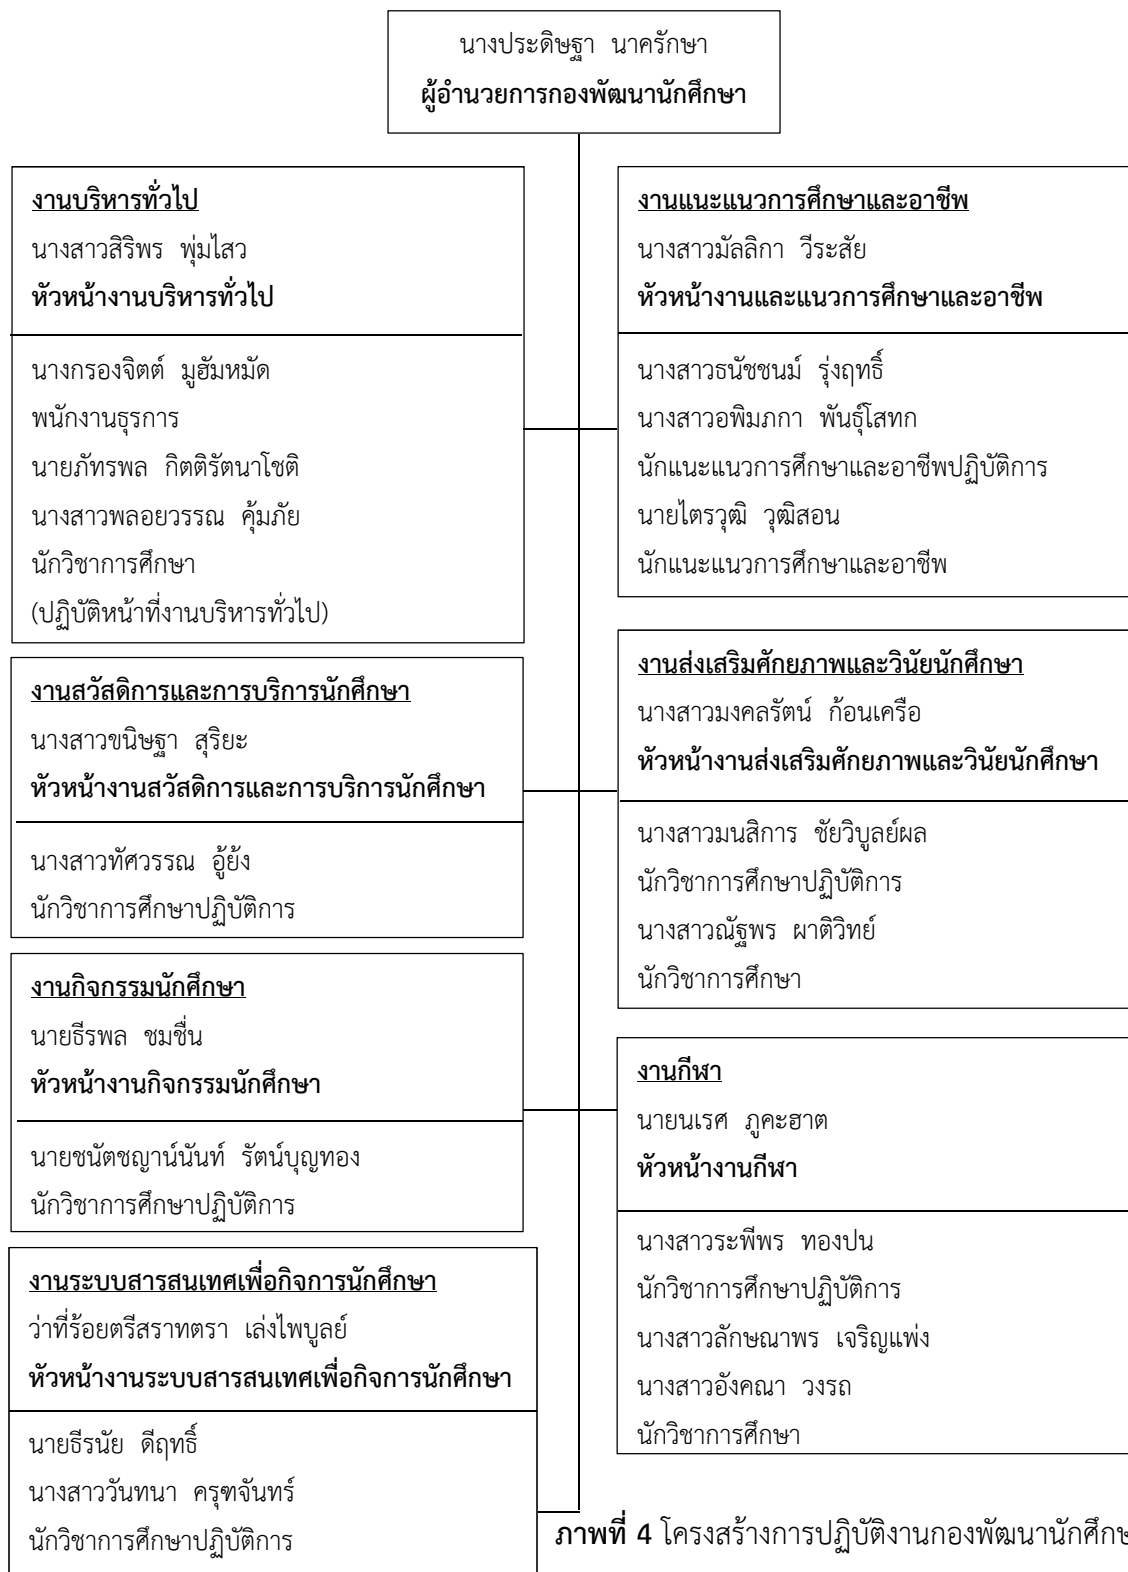 นางประดิษฐา นาครักษา
ผู้อำนวยการกองพัฒนานักศึกษา
งานบริหารทั่วไป
นางสาวสิริพร พุ่มไสว
หัวหน้างานบริหารทั่วไป
นางกรองจิตต์ มูฮัมหมัด
พนักงานธุรการ
นายภัทรพล กิตติรัตนาโชติ
นางสาวพลอยวรรณ คุ้มภัย
นักวิชาการศึกษา
(ปฏิบัติหน้าที่งานบริหารทั่วไป)
งานแนะแนวการศึกษาและอาชีพ
นางสาวมัลลิกา วีระสัย
หัวหน้างานและแนวการศึกษาและอาชีพ
นางสาวธนัชชนม์ รุ่งฤทธิ์
นางสาวอพิมภกา พันธุ์โสทก
นักแนะแนวการศึกษาและอาชีพปฏิบัติการ
นายไตรวุฒิ วุฒิสอน
นักแนะแนวการศึกษาและอาชีพ
งานสวัสดิการและการบริการนักศึกษา
นางสาวขนิษฐา สุริยะ
หัวหน้างานสวัสดิการและการบริการนักศึกษา
นางสาวทัศวรรณ อู้ย้ง
นักวิชาการศึกษาปฏิบัติการ
งานส่งเสริมศักยภาพและวินัยนักศึกษา
นางสาวมงคลรัตน์ ก้อนเครือ
หัวหน้างานส่งเสริมศักยภาพและวินัยนักศึกษา
นางสาวมนสิการ ชัยวิบูลย์ผล
นักวิชาการศึกษาปฏิบัติการ
นางสาวณัฐพร ผาติวิทย์
นักวิชาการศึกษา
งานกิจกรรมนักศึกษา
นายธีรพล ชมชื่น
หัวหน้างานกิจกรรมนักศึกษา
นายชนัตชญาน์นันท์ รัตน์บุญทอง
นักวิชาการศึกษาปฏิบัติการ
งานกีฬา
นายนเรศ ภูคะฮาต
หัวหน้างานกีฬา
นางสาวระพีพร ทองปน
นักวิชาการศึกษาปฏิบัติการ
นางสาวลักษณาพร เจริญแพ่ง
นางสาวอังคณา วงรถ
นักวิชาการศึกษา
งานระบบสารสนเทศเพื่อกิจการนักศึกษา
ว่าที่ร้อยตรีสราทตรา เล่งไพบูลย์
หัวหน้างานระบบสารสนเทศเพื่อกิจการนักศึกษา
นายธีรนัย ดีฤทธิ์
นางสาววันทนา ครุฑจันทร์
นักวิชาการศึกษาปฏิบัติการ
ภาพที่ 4 โครงสร้างการปฏิบัติงานกองพัฒนานักศึกษ